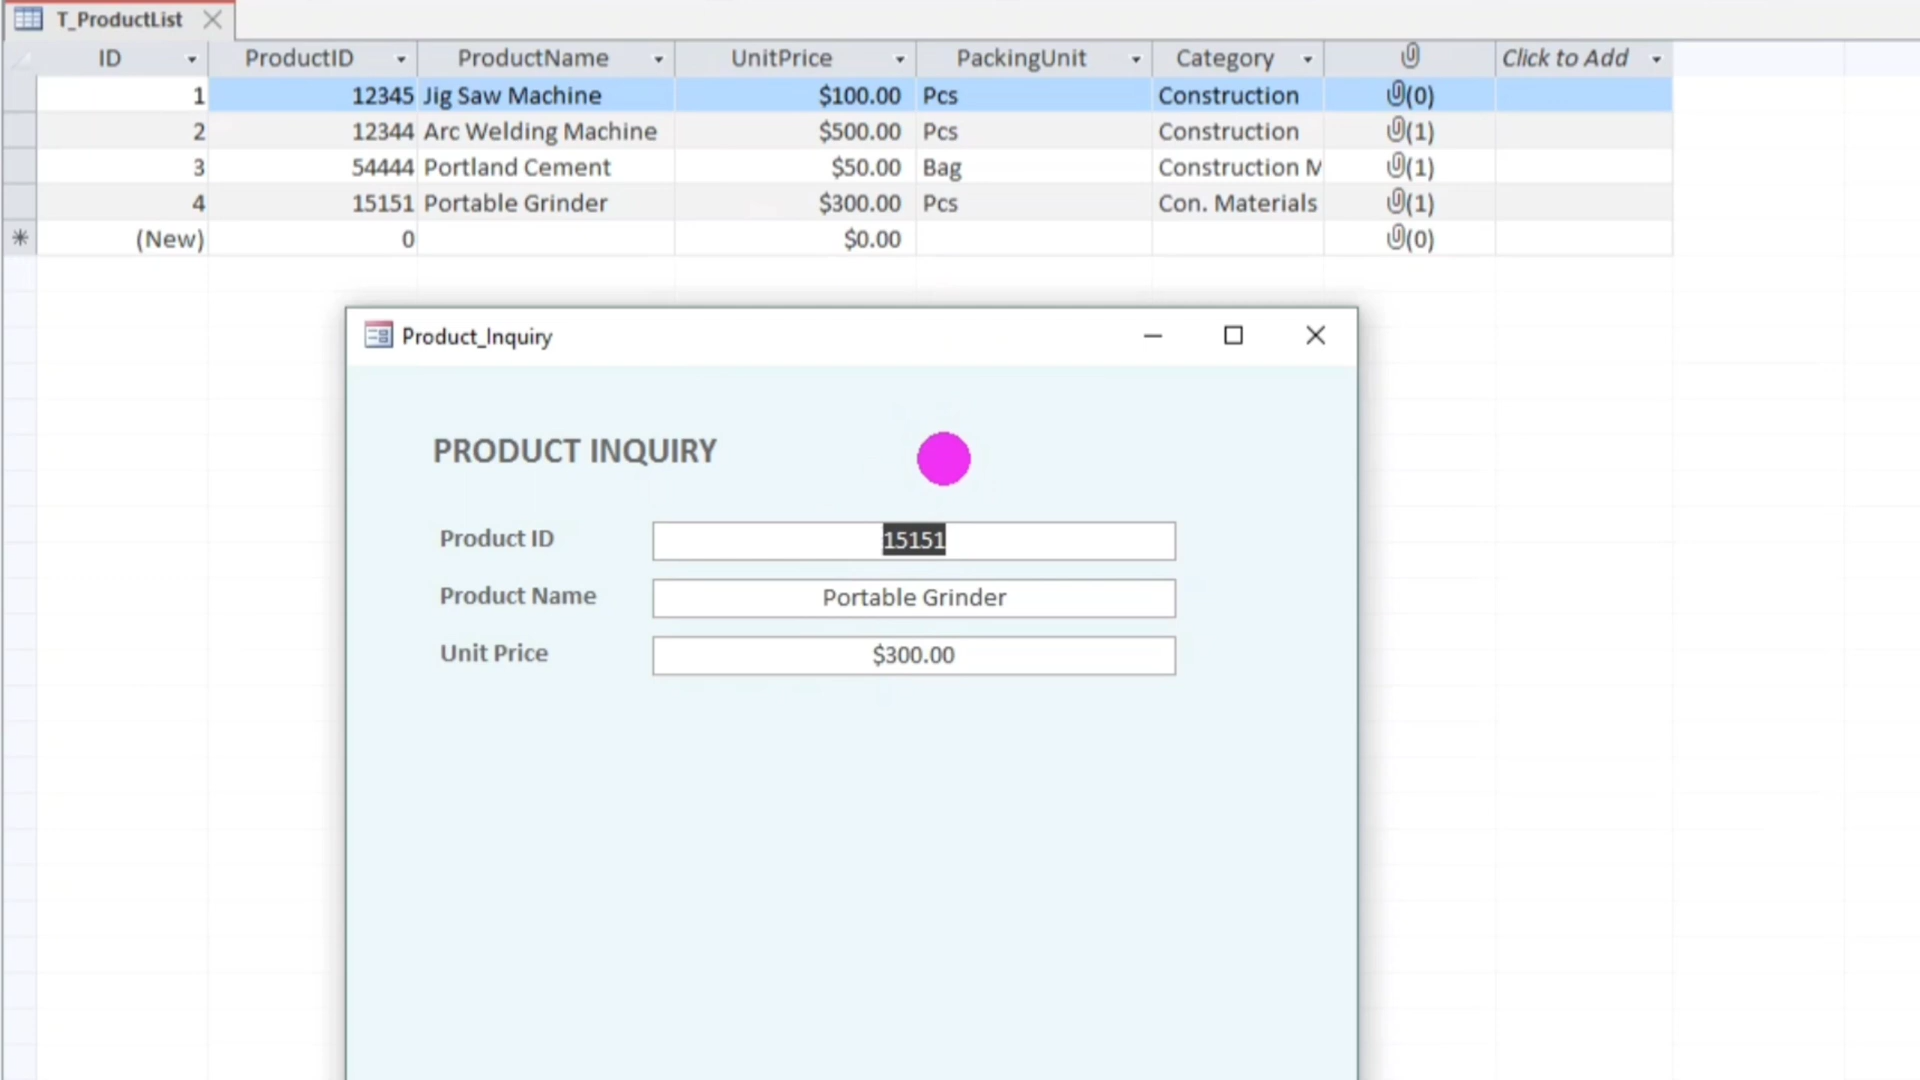 T_ProductList
ID ProductID ProductName UnitPrice PackingUnit Category Click to Add
1 12345 Jig Saw Machine $100.00 Pcs Construction (0)
2 12344 Arc Welding Machine $500.00 Pcs Construction (1)
3 54444 Portland Cement $50.00 Bag Construction M (1)
4 15151 Portable Grinder $300.00 Pcs Con. Materials (1)
* (New) 0 $0.00 (0)
Product_Inquiry
PRODUCT INQUIRY
Product ID 15151
Product Name Portable Grinder
Unit Price $300.00